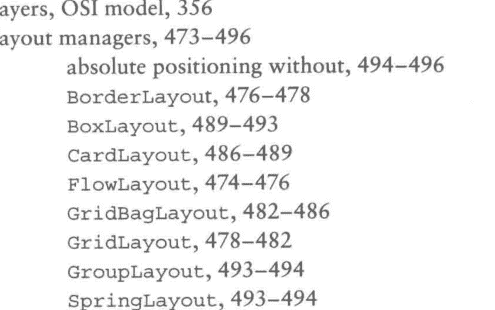 ayers, OSI model, 356
ayout managers, 473–496
absolute positioning without, 494–496
BorderLayout, 476–478
BoxLayout, 489–493
CardLayout, 486–489
FlowLayout, 474–476
GridBagLayout, 482–486
GridLayout, 478–482
GroupLayout, 493–494
SpringLayout, 493–494